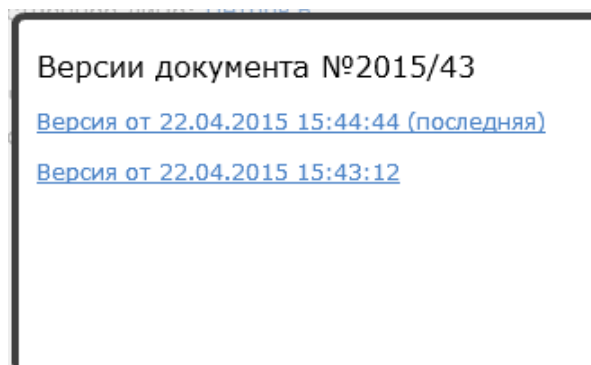 Версии документа №2015/43
Версия от 22.04.2015 15:44:44 (последняя)
Версия от 22.04.2015 15:43:12